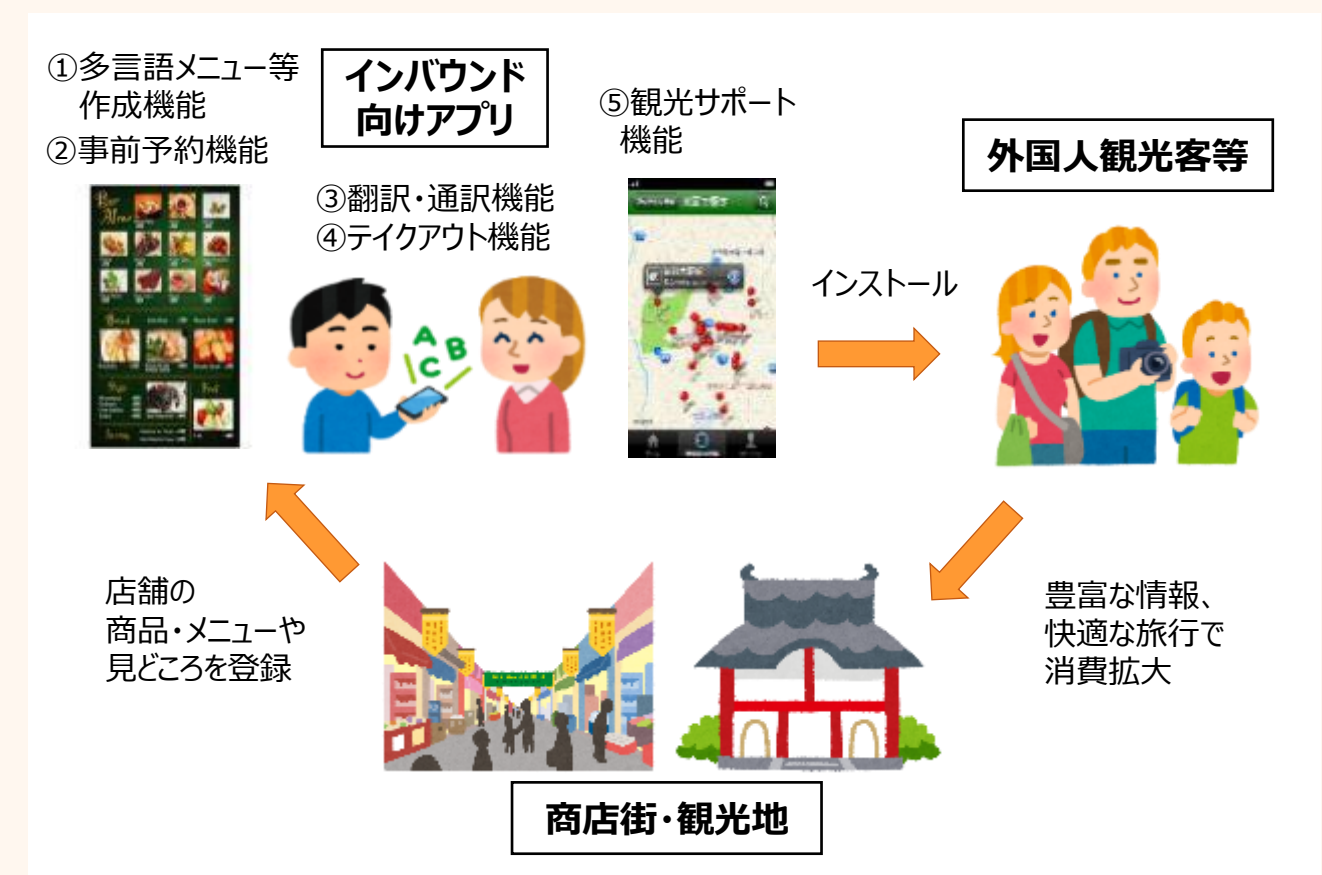 ①多言語メニュー等
作成機能
②事前予約機能
インバウンド
向けアプリ
③翻訳・通訳機能
④テイクアウト機能
⑤観光サポート
機能
外国人観光客等
A
B
C
インストール
店舗の
商品・メニューや
見どころを登録
豊富な情報、
快適な旅行で
消費拡大
商店街・観光地